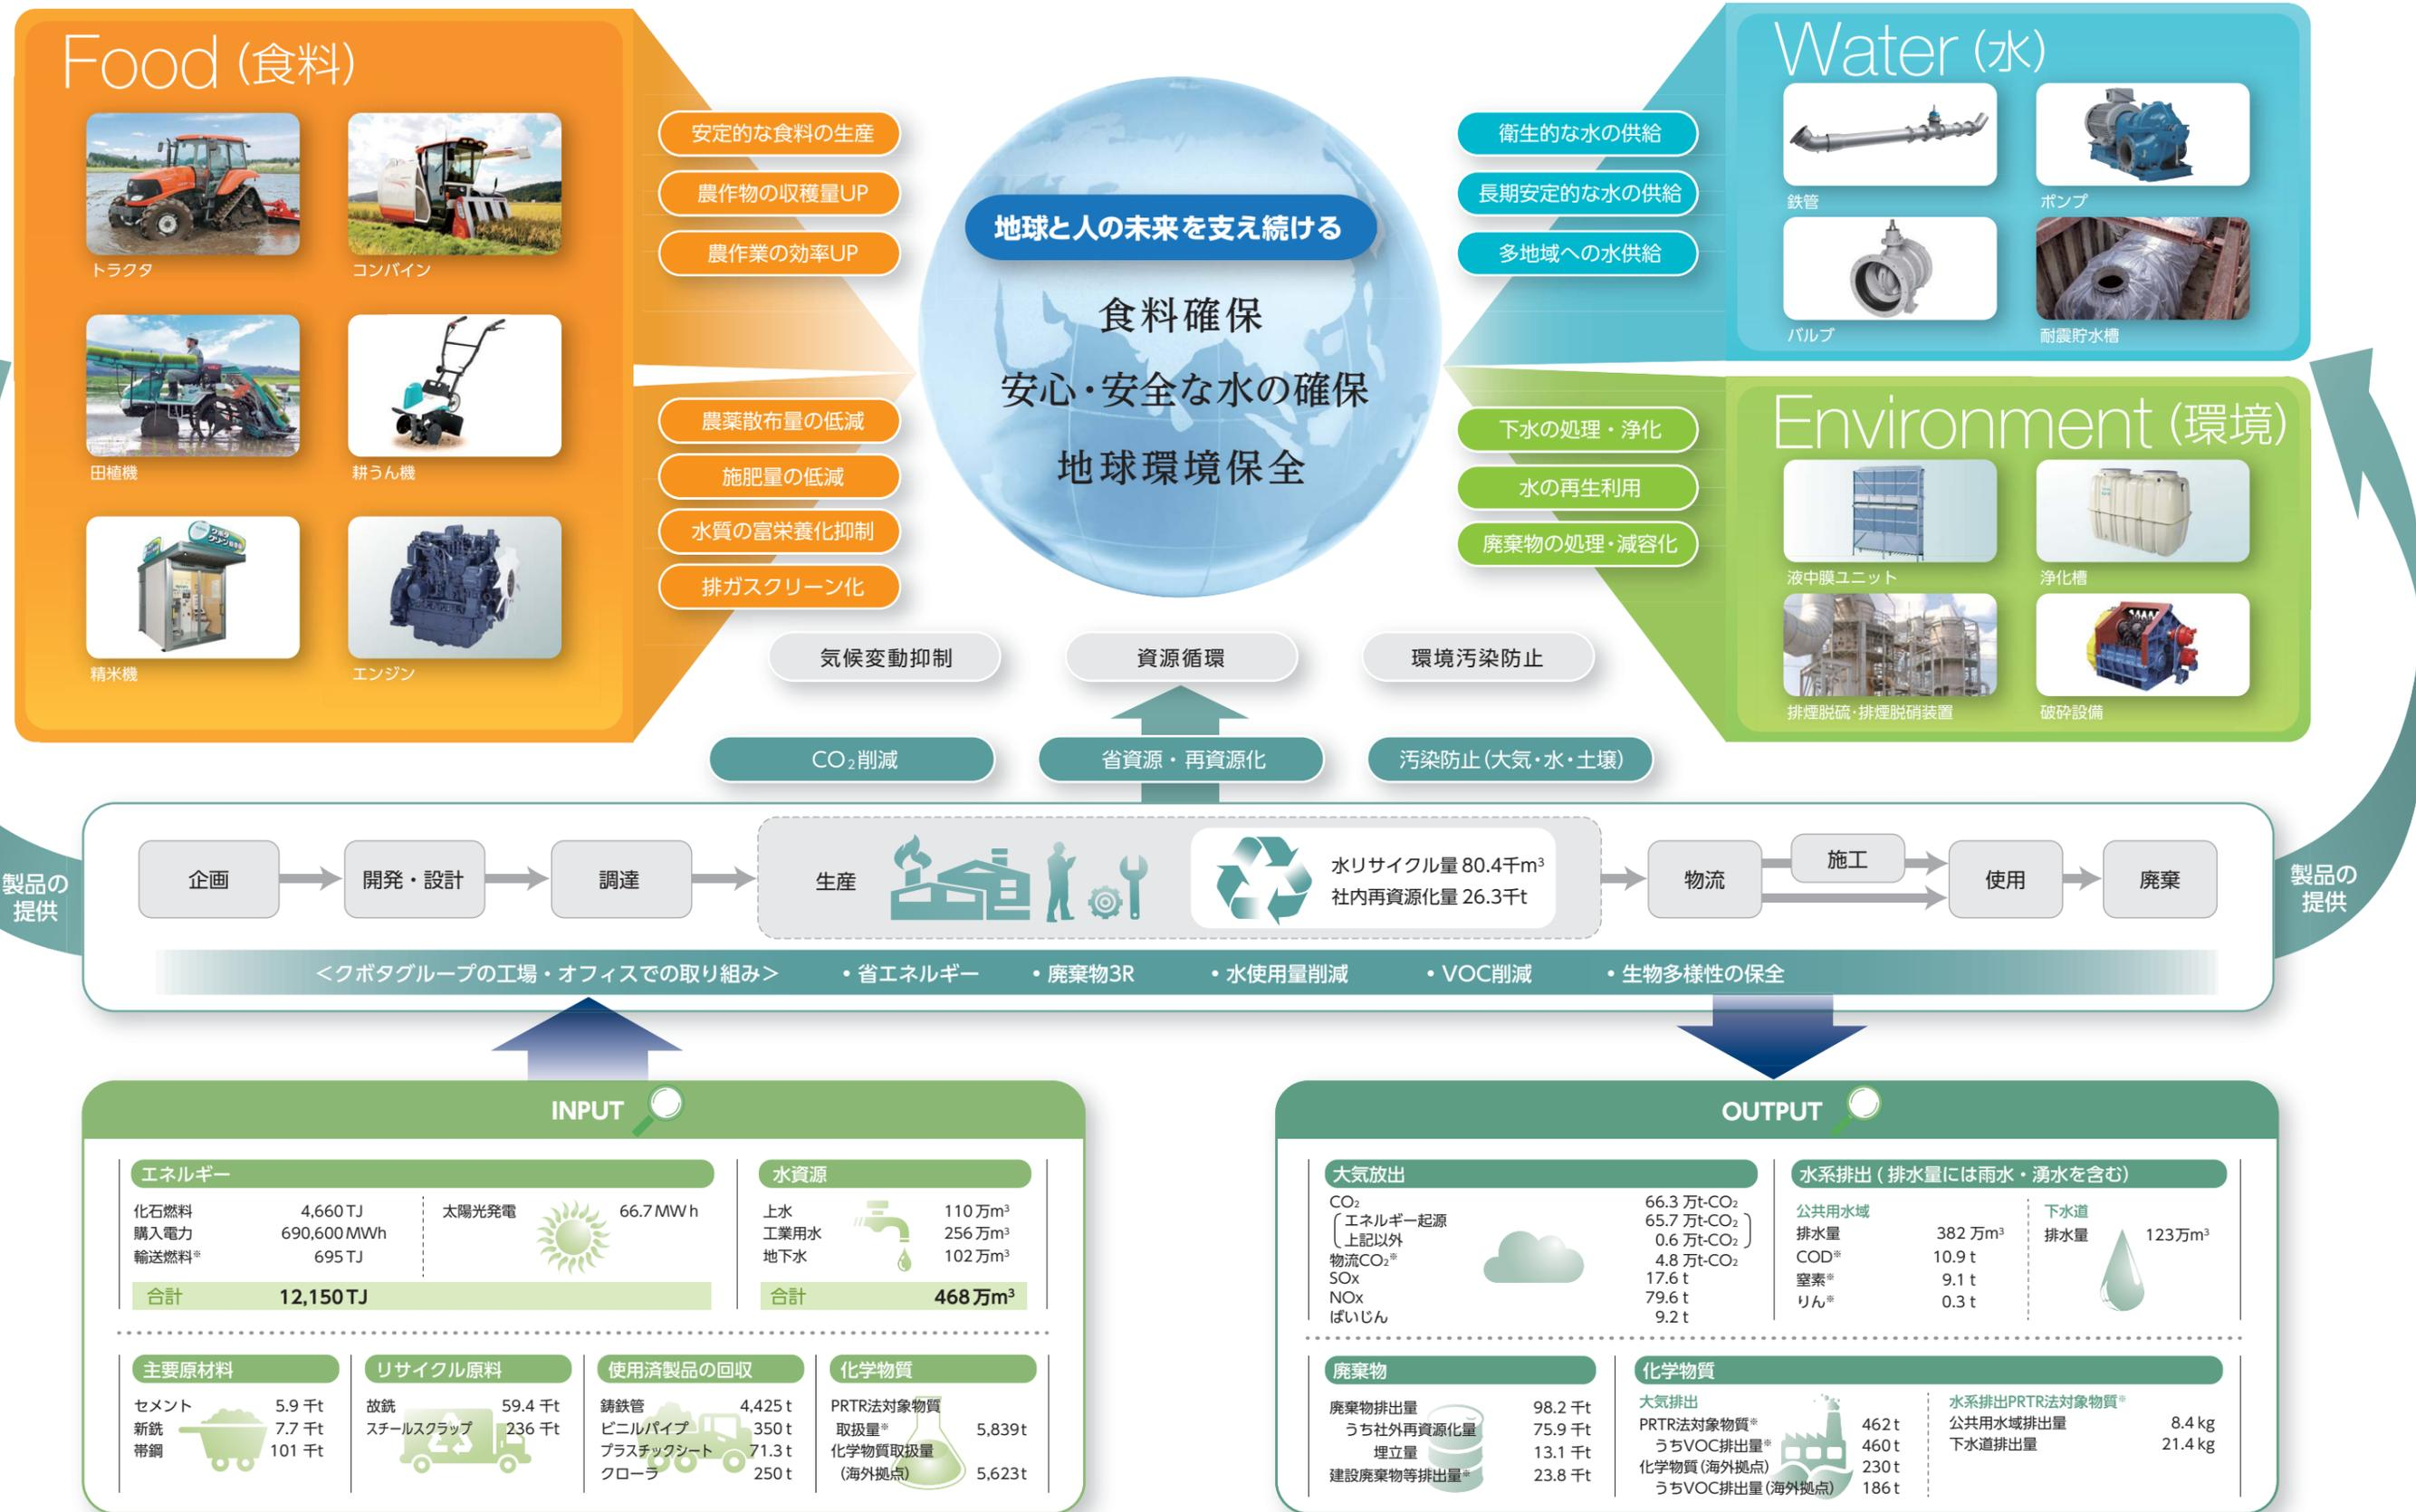 Food（食料）
トラクタ
コンバイン
田植機
耕うん機
精米機
エンジン
安定的な食料の生産
農作物の収穫量UP
農作業の効率UP
農薬散布量の低減
施肥量の低減
水質の富栄養化抑制
排ガスクリーン化
地球と人の未来を支え続ける
食料確保
安心・安全な水の確保
地球環境保全
衛生的な水の供給
長期安定的な水の供給
多地域への水供給
下水の処理・浄化
水の再生利用
廃棄物の処理・減容化
Water（水）
鉄管
ポンプ
バルブ
耐震貯水槽
Environment（環境）
液中膜ユニット
浄化槽
排煙脱硫・排煙脱硝装置
破砕設備
気候変動抑制
資源循環
環境汚染防止
CO₂削減
省資源・再資源化
汚染防止（大気・水・土壌）
製品の
提供
企画
開発・設計
調達
生産
水リサイクル量 80.4千m³
社内再資源化量 26.3千t
物流
施工
使用
廃棄
製品の
提供
＜クボタグループの工場・オフィスでの取り組み＞ ・省エネルギー ・廃棄物3R ・水使用量削減 ・VOC削減 ・生物多様性の保全
INPUT
エネルギー
化石燃料 4,660TJ
購入電力 690,600MWh
輸送燃料※ 695TJ
太陽光発電 66.7MWh
合計 12,150TJ
水資源
上水 110万m³
工業用水 256万m³
地下水 102万m³
合計 468万m³
主要原材料
セメント 5.9 千t
新銑 7.7 千t
帯鋼 101 千t
リサイクル原料
故銑 59.4 千t
スチールスクラップ 236 千t
使用済製品の回収
鋳鉄管 4,425t
ビニルパイプ 350t
プラスチックシート 71.3t
クローラ 250t
化学物質
PRTR法対象物質
取扱量※ 5,839t
化学物質取扱量
（海外拠点） 5,623t
OUTPUT
大気放出
CO₂ 66.3 万t-CO₂
エネルギー起源 65.7 万t-CO₂
上記以外 0.6 万t-CO₂
物流CO₂※ 4.8 万t-CO₂
SOx 17.6 t
NOx 79.6 t
ばいじん 9.2 t
水系排出（排水量には雨水・湧水を含む）
公共用水域
排水量 382 万m³
COD※ 10.9 t
窒素※ 9.1 t
りん※ 0.3 t
下水道
排水量 123万m³
廃棄物
廃棄物排出量 98.2 千t
うち社外再資源化量 75.9 千t
埋立量 13.1 千t
建設廃棄物等排出量※ 23.8 千t
化学物質
大気排出
PRTR法対象物質※ 462t
うちVOC排出量※ 460t
化学物質（海外拠点） 230t
うちVOC排出量（海外拠点） 186t
水系排出PRTR法対象物質※
公共用水域排出量 8.4 kg
下水道排出量 21.4 kg